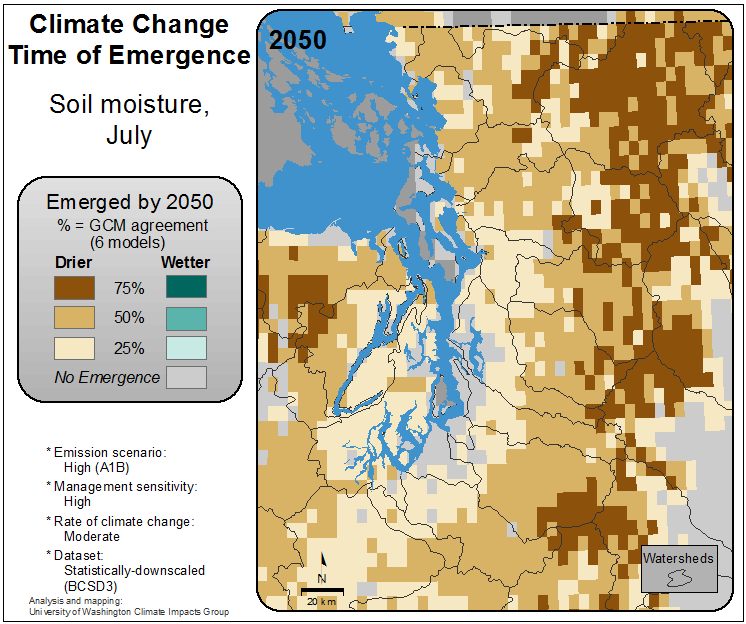 Climate Change
Time of Emergence
Soil moisture,
July
Emerged by 2050
% = GCM agreement
(6 models)
Drier Wetter
75%
50%
25%
No Emergence
* Emission scenario:
High (A1B)
* Management sensitivity:
High
* Rate of climate change:
Moderate
* Dataset:
Statistically-downscaled
(BCSD3)
Analysis and mapping:
University of Washington Climate Impacts Group
2050
N
20 km
Watersheds